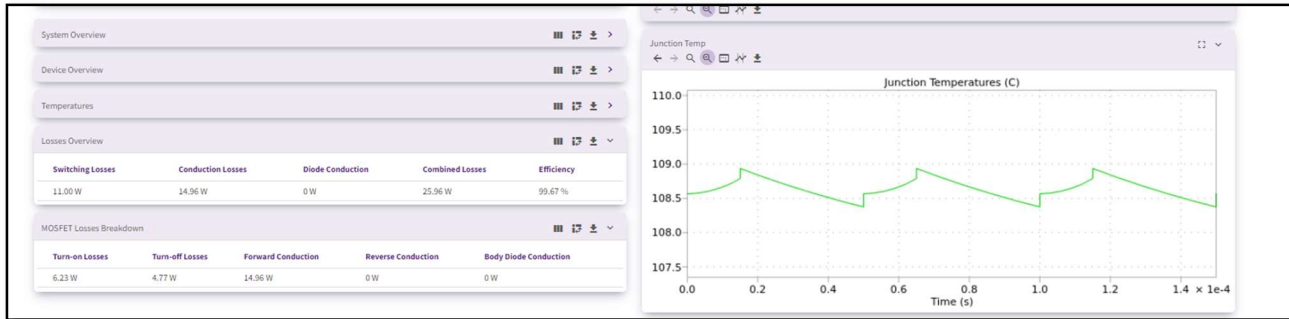 System Overview
Device Overview
Temperatures
Losses Overview
Switching Losses Conduction Losses Diode Conduction Combined Losses Efficiency
11.00 W 14.96 W 0 W 25.96 W 99.67 %
MOSFET Losses Breakdown
Turn-on Losses Turn-off Losses Forward Conduction Reverse Conduction Body Diode Conduction
6.23 W 4.77 W 14.96 W 0 W 0 W
Junction Temp
Junction Temperatures (C)
110.0
109.5
109.0
108.5
108.0
107.5
0.0 0.2 0.4 0.6 0.8 1.0 1.2 1.4 × 1e-4
Time (s)